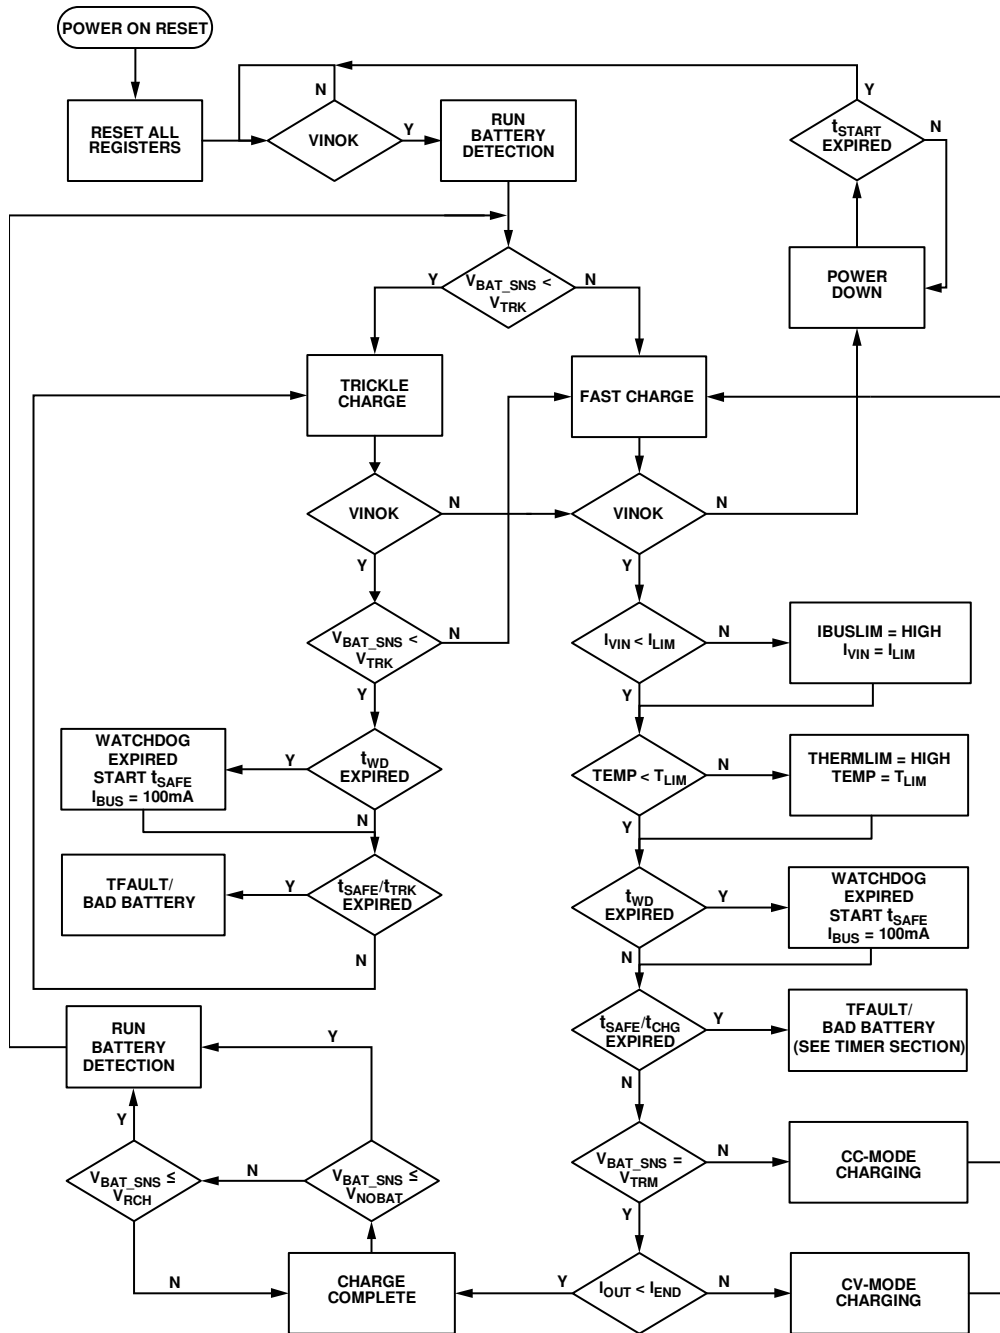 POWER ON RESET
RESET ALL
REGISTERS
N
VINOK
Y
RUN
BATTERY
DETECTION
Y
tSTART
EXPIRED
N
POWER
DOWN
Y
VBAT_SNS <
VTRK
N
TRICKLE
CHARGE
FAST CHARGE
VINOK
N
Y
VINOK
N
Y
VBAT_SNS <
VTRK
N
Y
IVIN < ILIM
N
Y
IBUSLIM = HIGH
IVIN = ILIM
WATCHDOG
EXPIRED
START tSAFE
IBUS = 100mA
Y
tWD
EXPIRED
N
TEMP < TLIM
N
Y
THERMLIM = HIGH
TEMP = TLIM
TFAULT/
BAD BATTERY
Y
tSAFE/tTRK
EXPIRED
N
tWD
EXPIRED
Y
N
WATCHDOG
EXPIRED
START tSAFE
IBUS = 100mA
tSAFE/tCHG
EXPIRED
Y
N
TFAULT/
BAD BATTERY
(SEE TIMER SECTION)
RUN
BATTERY
DETECTION
Y
Y
VBAT_SNS ≤
VRCH
N
VBAT_SNS ≤
VNOBAT
N
CHARGE
COMPLETE
VBAT_SNS =
VTRM
N
Y
CC-MODE
CHARGING
Y
IOUT < IEND
N
CV-MODE
CHARGING